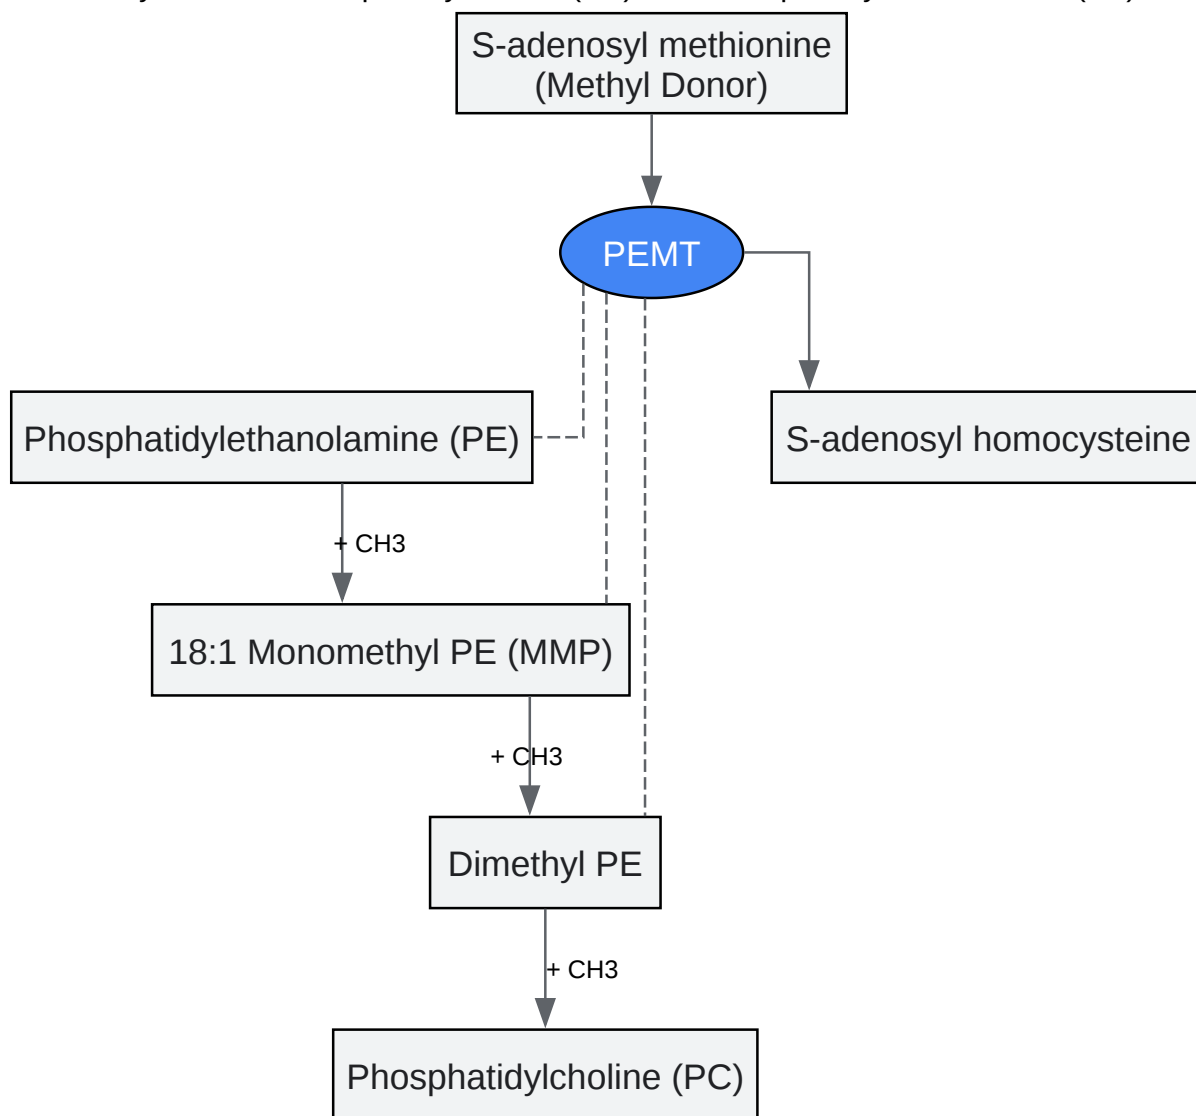 S-adenosyl methionine
(Methyl Donor)
PEMT
Phosphatidylethanolamine (PE)
S-adenosyl homocysteine
+ CH3
18:1 Monomethyl PE (MMP)
+ CH3
Dimethyl PE
+ CH3
Phosphatidylcholine (PC)